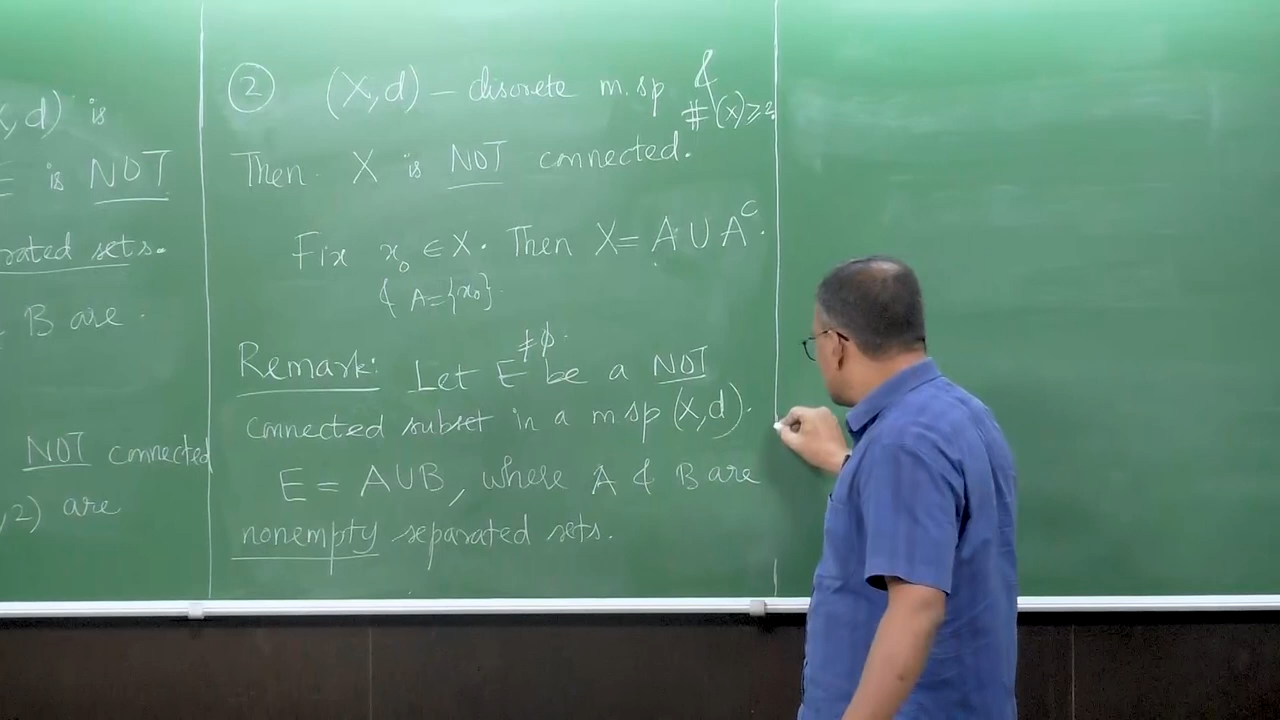 X, d) is
E is NOT
rated sets.
B are.
NOT connected
, 2) are
② (X, d) – discrete m. sp &
#(X) ≥ 2
Then X is NOT connected.
Fix x₀ ∈ X. Then X = A ∪ Aᶜ.
& A = {x₀}.
≠ φ.
Remark: Let E be a NOT
connected subset in a m sp (X, d).
E = A∪B, where A & B are
nonempty separated sets.